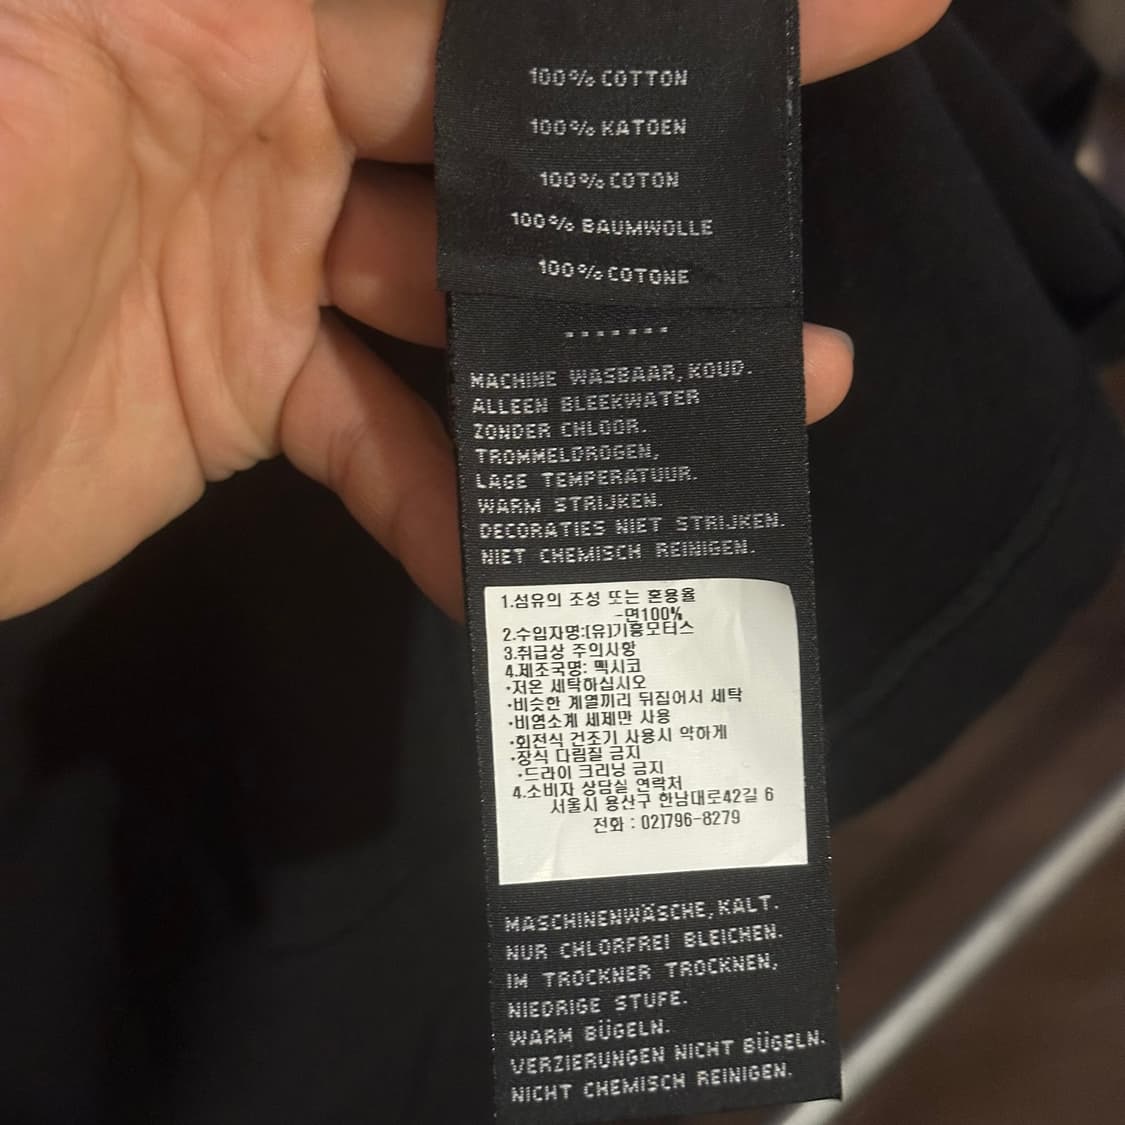 100% COTTON
100% KATOEN
100% COTON
100% BAUMWOLLE
100% COTONE
MACHINE WASBAAR, KOUD.
ALLEEN BLEEKWATER
ZONDER CHLOOR.
TROMMELDROGEN,
LAGE TEMPERATUUR.
WARM STRIJKEN.
DECORATIES NIET STRIJKEN.
NIET CHEMISCH REINIGEN.
1.섬유의 조성 또는 혼용율
-면100%
2.수입자명:[유]기흥모터스
3.취급상 주의사항
4.제조국명: 멕시코
·저온 세탁하십시오
·비슷한 계열끼리 뒤집어서 세탁
·비염소계 세제만 사용
·회전식 건조기 사용시 약하게
·장식 다림질 금지
·드라이 크리닝 금지
4.소비자 상담실 연락처
서울시 용산구 한남대로42길 6
전화 : 02]796-8279
MASCHINENWÄSCHE, KALT.
NUR CHLORFREI BLEICHEN.
IM TROCKNER TROCKNEN,
NIEDRIGE STUFE.
WARM BÜGELN.
VERZIERUNGEN NICHT BÜGELN.
NICHT CHEMISCH REINIGEN.